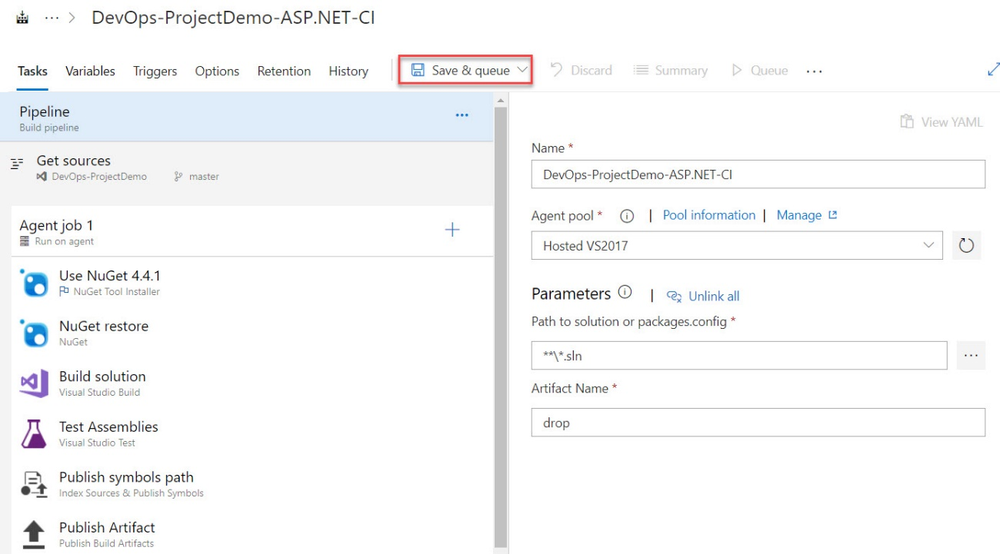 DevOps-ProjectDemo-ASP.NET-CI
Tasks Variables Triggers Options Retention History Save & queue Discard Summary Queue
Pipeline
Build pipeline
View YAML
Get sources
DevOps-ProjectDemo master
Name *
DevOps-ProjectDemo-ASP.NET-CI
Agent job 1
Run on agent
Agent pool * | Pool information | Manage
Hosted VS2017
Use NuGet 4.4.1
NuGet Tool Installer
Parameters | Unlink all
Path to solution or packages.config *
NuGet restore
NuGet
**\*.sln
Build solution
Visual Studio Build
Artifact Name *
drop
Test Assemblies
Visual Studio Test
Publish symbols path
Index Sources & Publish Symbols
Publish Artifact
Publish Build Artifacts